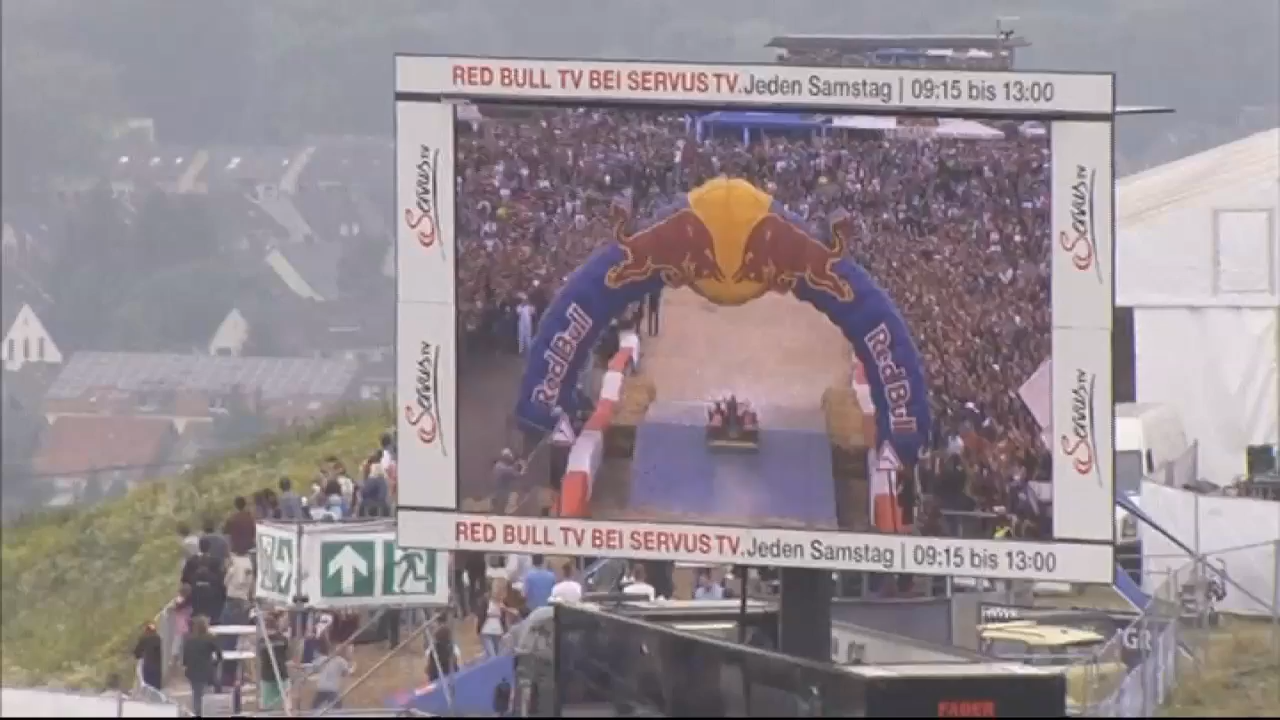 RED BULL TV BEI SERVUS TV. Jeden Samstag | 09:15 bis 13:00
Servus TV
Servus TV
Red Bull
Red Bull
Servus TV
Servus TV
RED BULL TV BEI SERVUS TV. Jeden Samstag | 09:15 bis 13:00
GR
FABER